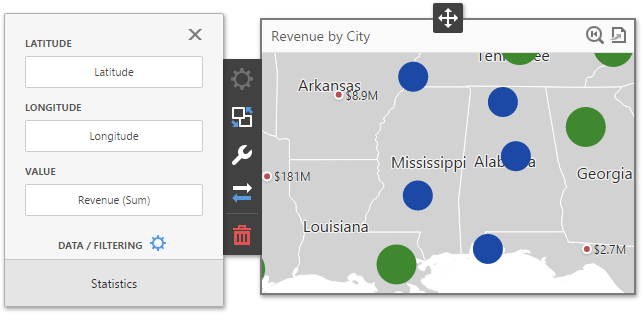 LATITUDE
Latitude
LONGITUDE
Longitude
VALUE
Revenue (Sum)
DATA / FILTERING
Statistics
Revenue by City
Tennessee
Arkansas
$8.9M
Mississippi
Alabama
$181M
Georgia
Louisiana
$2.7M